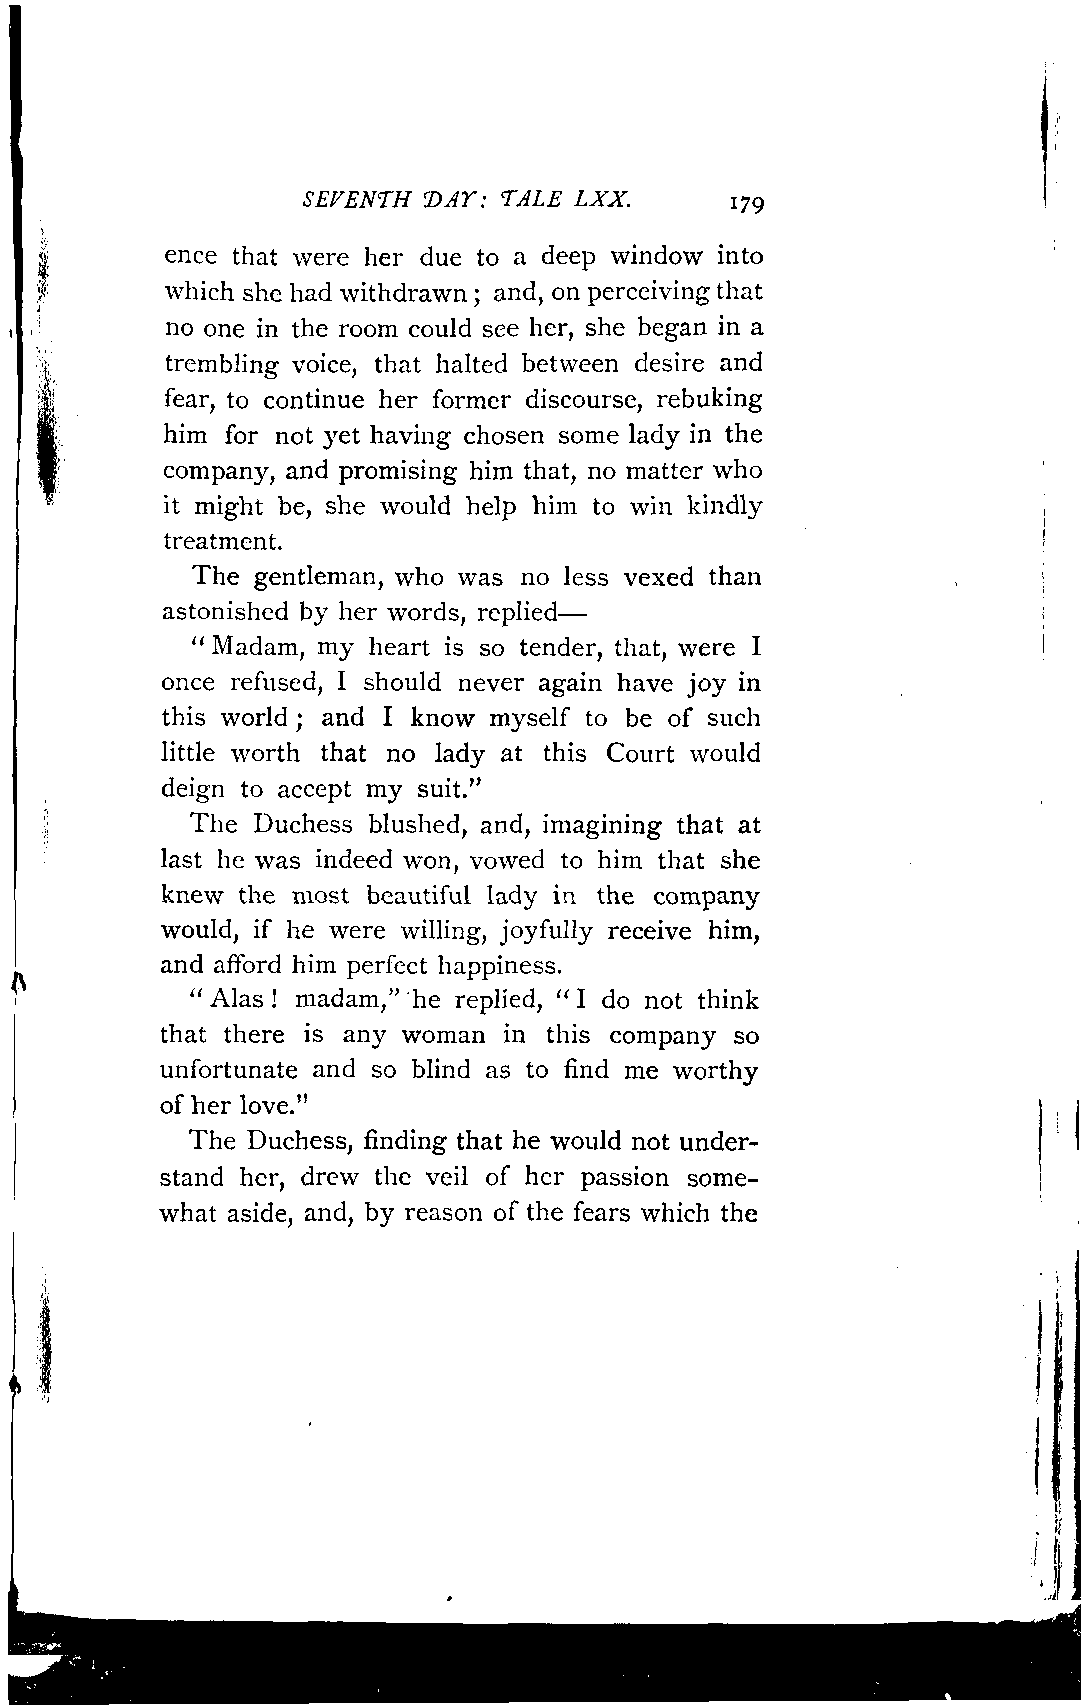 SEVENTH DAY: TALE LXX. 179
ence that were her due to a deep window into
which she had withdrawn; and, on perceiving that
no one in the room could see her, she began in a
trembling voice, that halted between desire and
fear, to continue her former discourse, rebuking
him for not yet having chosen some lady in the
company, and promising him that, no matter who
it might be, she would help him to win kindly
treatment.
The gentleman, who was no less vexed than
astonished by her words, replied—
"Madam, my heart is so tender, that, were I
once refused, I should never again have joy in
this world; and I know myself to be of such
little worth that no lady at this Court would
deign to accept my suit."
The Duchess blushed, and, imagining that at
last he was indeed won, vowed to him that she
knew the most beautiful lady in the company
would, if he were willing, joyfully receive him,
and afford him perfect happiness.
"Alas! madam," he replied, "I do not think
that there is any woman in this company so
unfortunate and so blind as to find me worthy
of her love."
The Duchess, finding that he would not under-
stand her, drew the veil of her passion some-
what aside, and, by reason of the fears which the